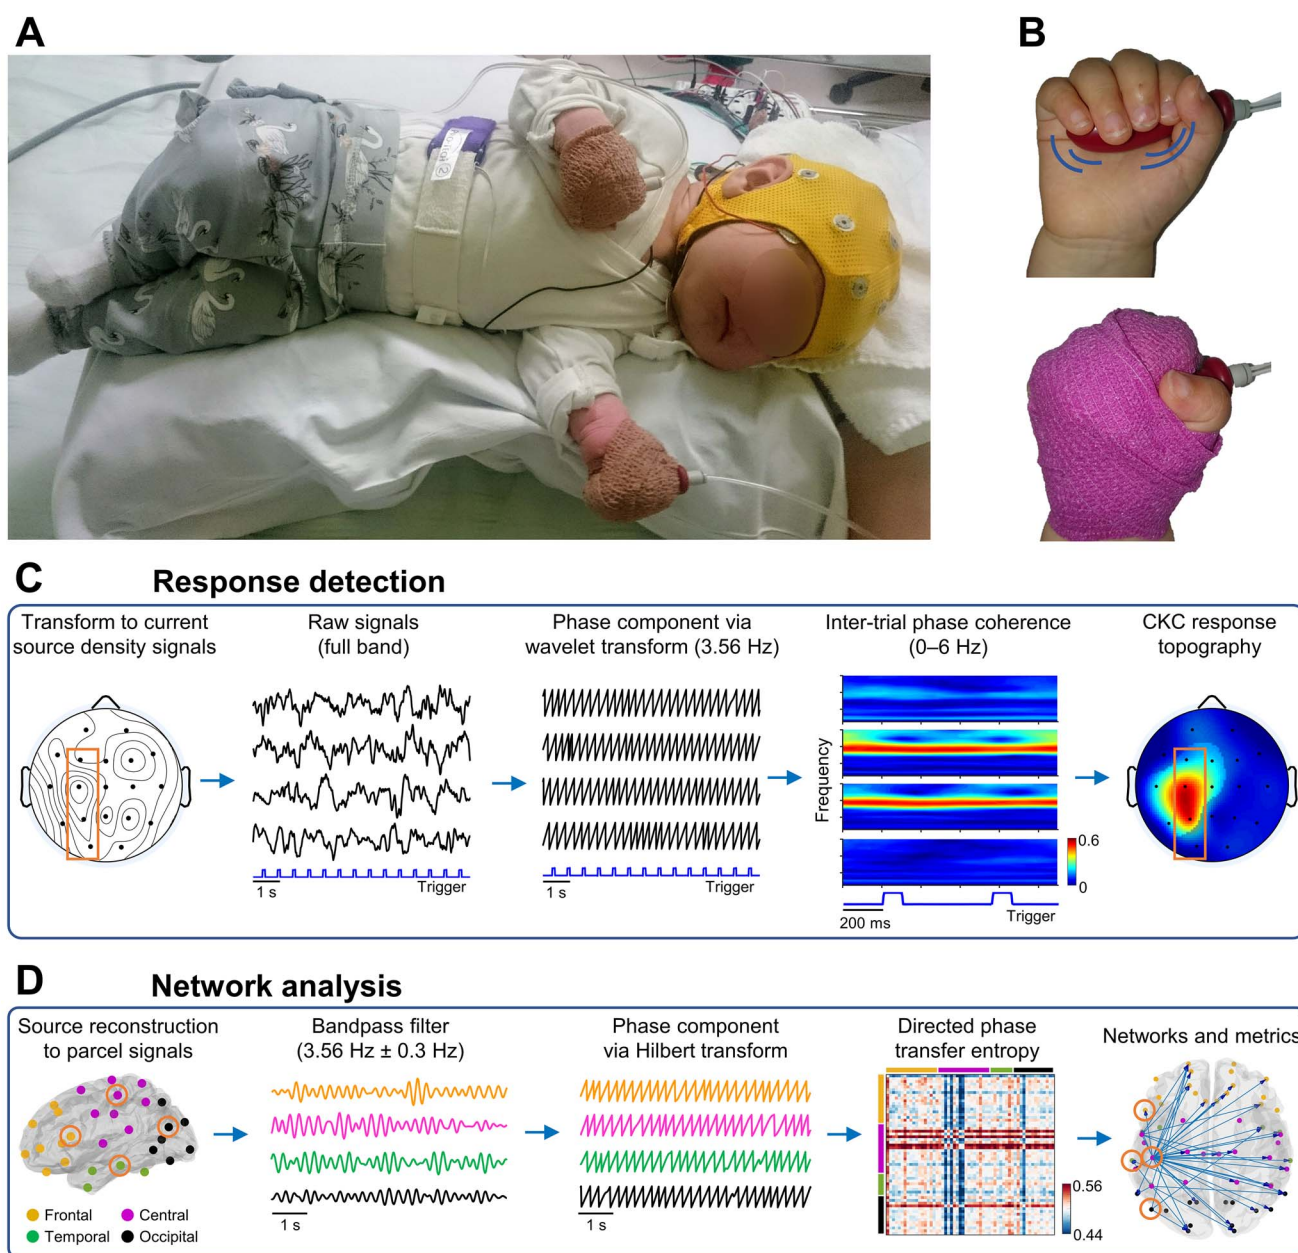 A
B
C Response detection
Transform to current
source density signals
Raw signals
(full band)
Phase component via
wavelet transform (3.56 Hz)
Inter-trial phase coherence
(0–6 Hz)
CKC response
topography
Frequency
0.6
0
Trigger
1 s
Trigger
1 s
Trigger
200 ms
D Network analysis
Source reconstruction
to parcel signals
Bandpass filter
(3.56 Hz ± 0.3 Hz)
Phase component
via Hilbert transform
Directed phase
transfer entropy
Networks and metrics
Frontal
Central
Temporal
Occipital
1 s
1 s
0.56
0.44